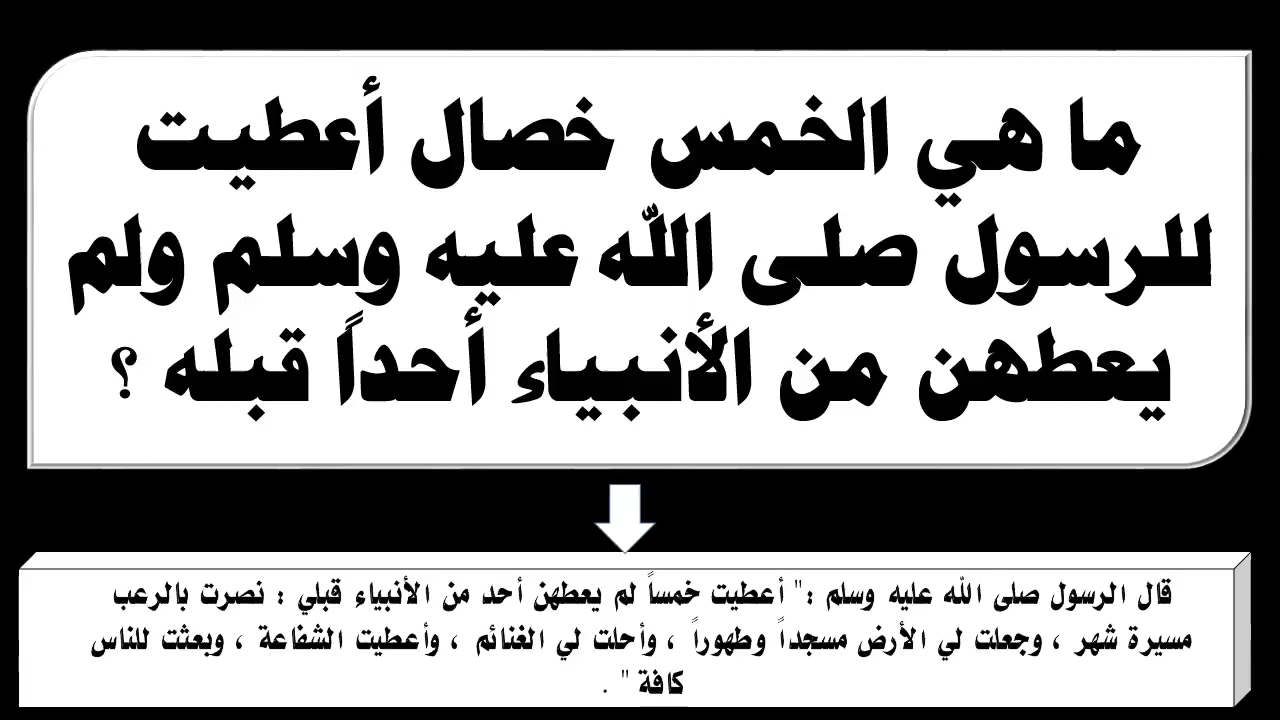 ما هي الخمس خصال أعطيت
للرسول صلى الله عليه وسلم ولم
يعطهن من الأنبياء أحداً قبله ؟
قال الرسول صلى الله عليه وسلم :" أعطيت خمساً لم يعطهن أحد من الأنبياء قبلي : نصرت بالرعب
مسيرة شهر ، وجعلت لي الأرض مسجداً وطهوراً ، وأحلت لي الغنائم ، وأعطيت الشفاعة ، وبعثت للناس
كافة " .